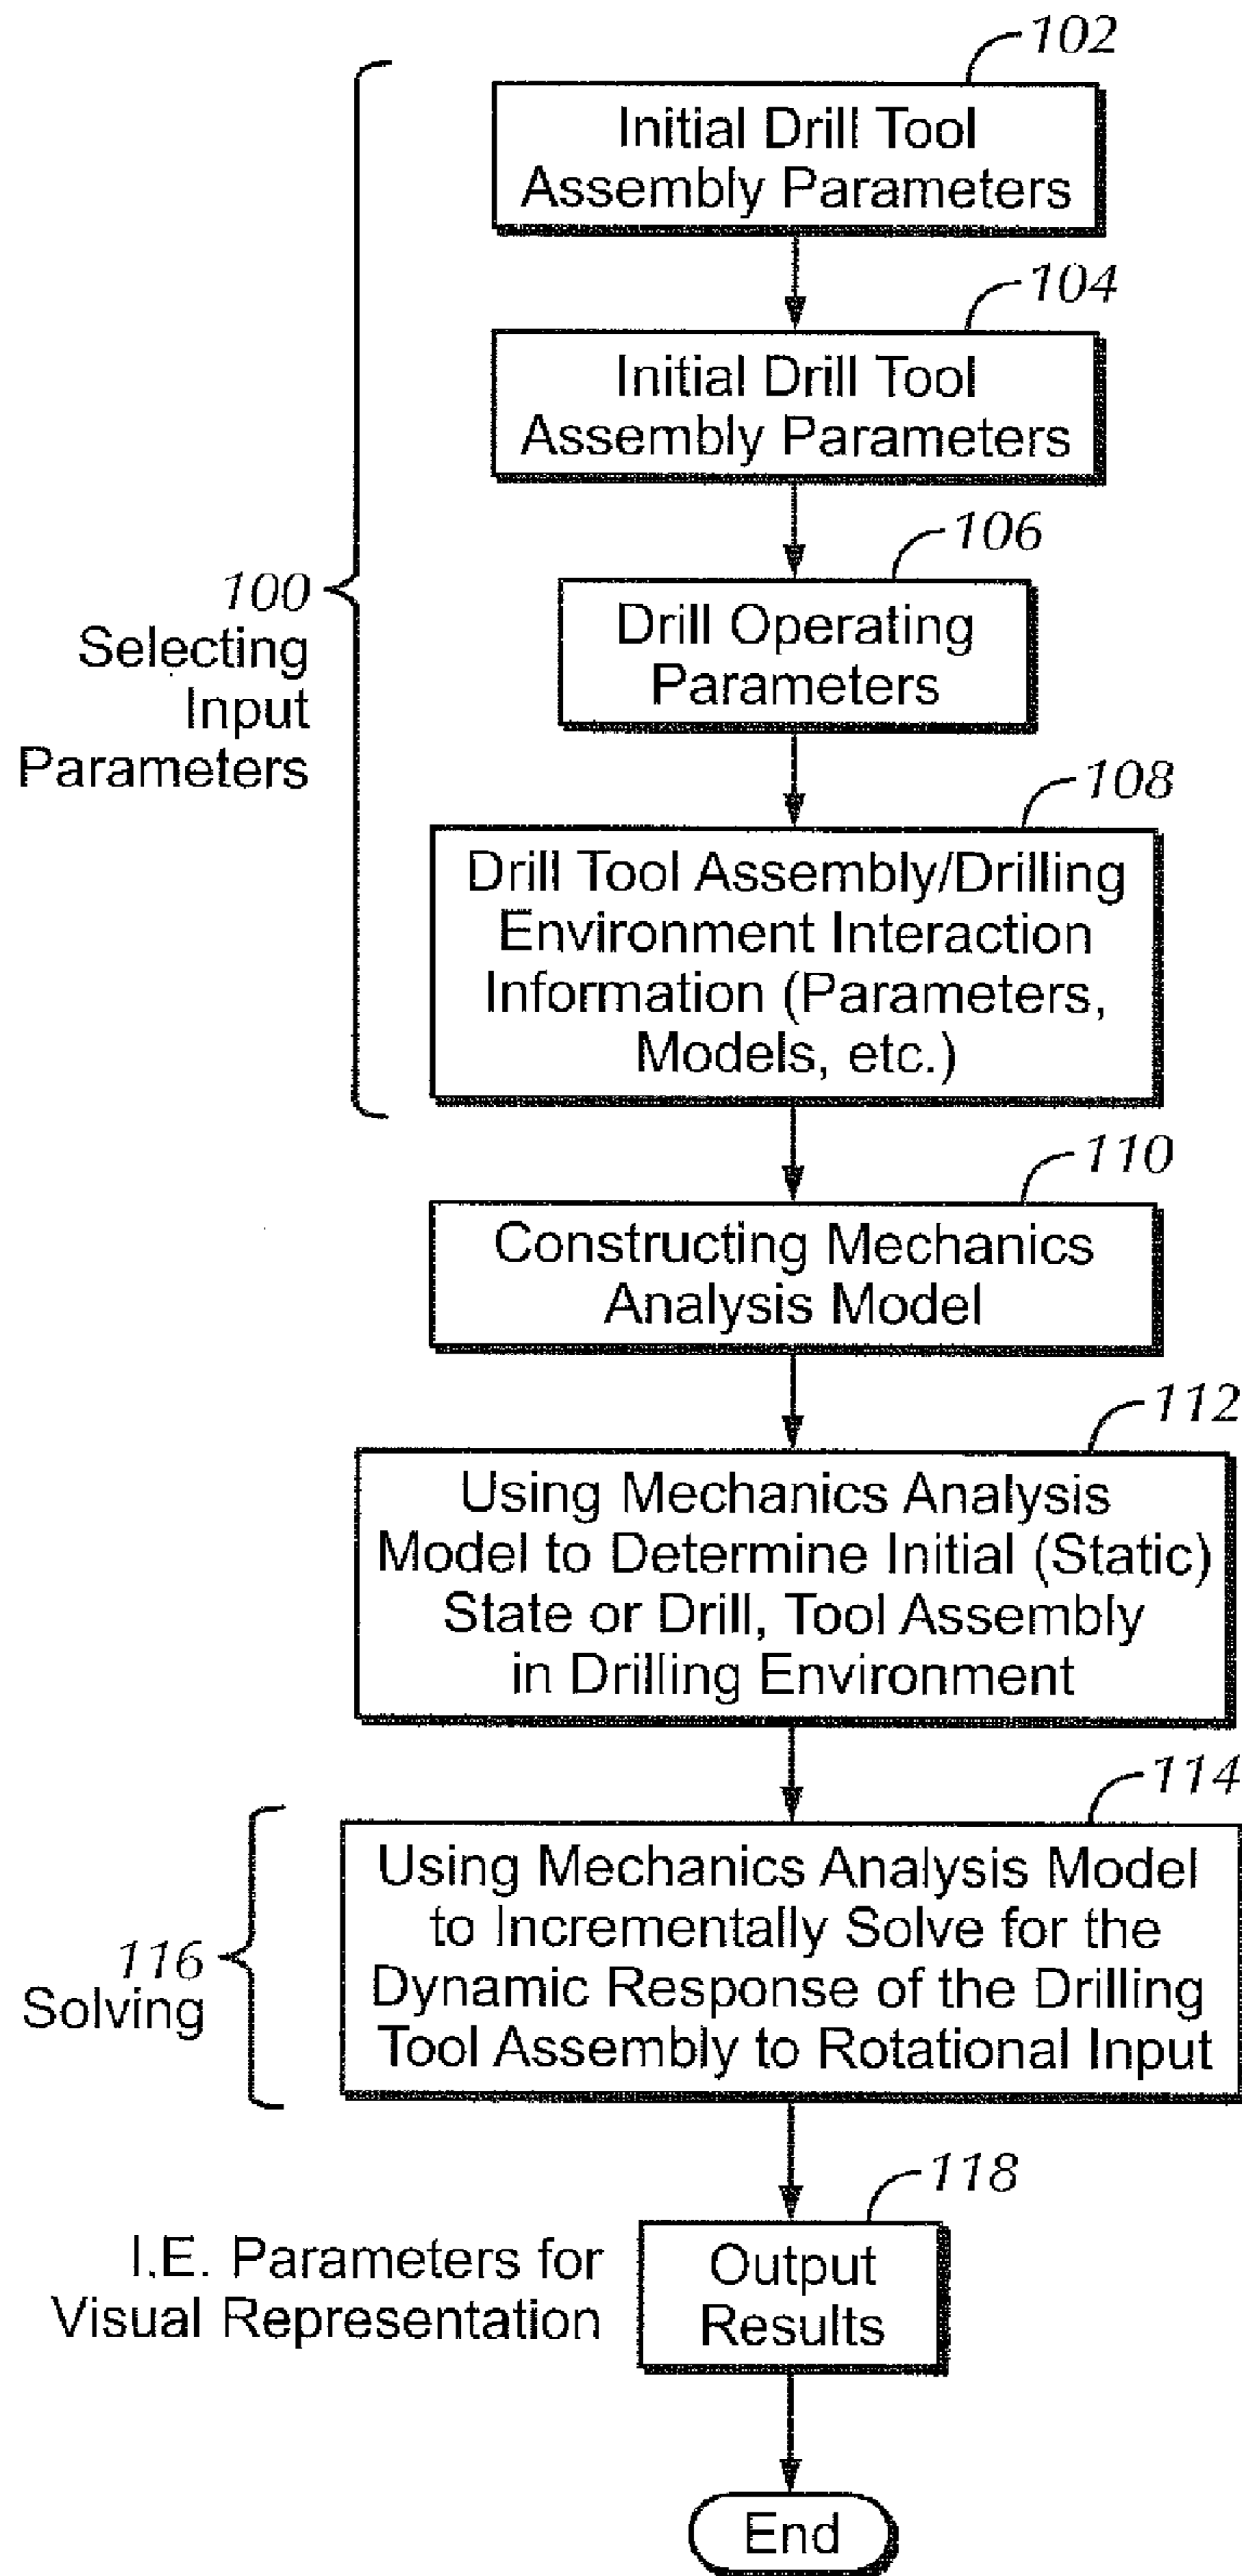 102
Initial Drill Tool
Assembly Parameters
104
Initial Drill Tool
Assembly Parameters
106
Drill Operating
Parameters
100
Selecting
Input
Parameters
108
Drill Tool Assembly/Drilling
Environment Interaction
Information (Parameters,
Models, etc.)
110
Constructing Mechanics
Analysis Model
112
Using Mechanics Analysis
Model to Determine Initial (Static)
State or Drill, Tool Assembly
in Drilling Environment
114
Using Mechanics Analysis Model
to Incrementally Solve for the
Dynamic Response of the Drilling
Tool Assembly to Rotational Input
116
Solving
118
I.E. Parameters for
Visual Representation
Output
Results
End